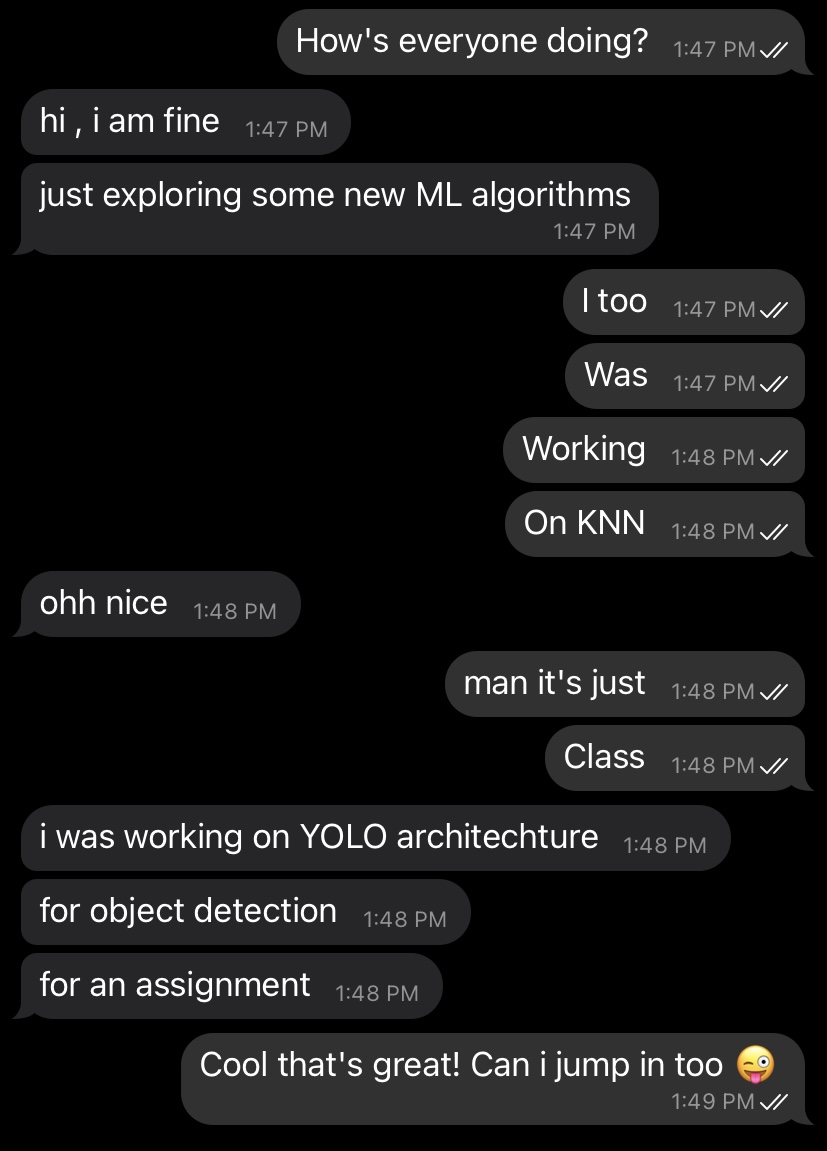 How's everyone doing? 1:47 PM
hi , i am fine 1:47 PM
just exploring some new ML algorithms
1:47 PM
I too 1:47 PM
Was 1:47 PM
Working 1:48 PM
On KNN 1:48 PM
ohh nice 1:48 PM
man it's just 1:48 PM
Class 1:48 PM
i was working on YOLO architechture 1:48 PM
for object detection 1:48 PM
for an assignment 1:48 PM
Cool that's great! Can i jump in too 😜
1:49 PM